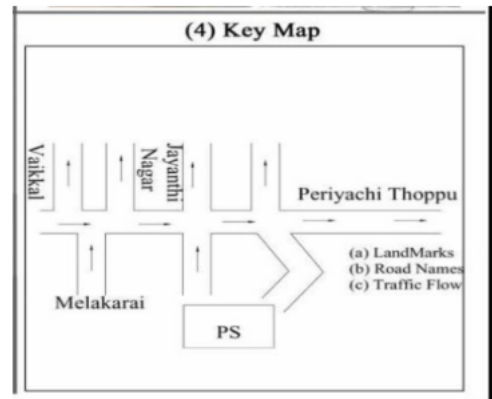 (4) Key Map
Vaikkal
Jayanthi
Nagar
Periyachi Thoppu
(a) LandMarks
(b) Road Names
(c) Traffic Flow
Melakarai
PS